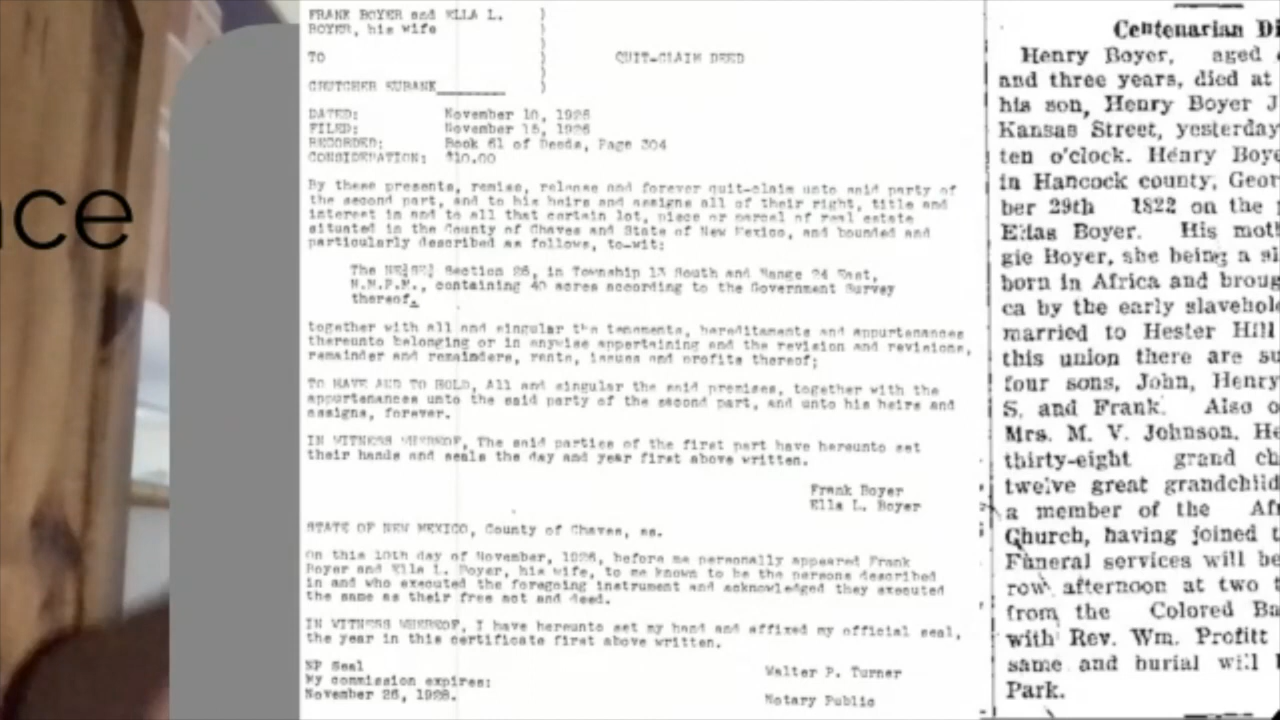 nce
FRANK BOYER and ELLA L. )
BOYER, his wife )
TO ) QUIT-CLAIM DEED
CRUTCHER EUBANK )
DATED: November 10, 1926
FILED: November 15, 1926
RECORDED: Book 61 of Deeds, Page 304
CONSIDERATION: $10.00
By these presents, remise, release and forever quit-claim unto said party of
the second part, and to his heirs and assigns all of their right, title and
interest in and to all that certain lot, piece or parcel of real estate
situated in the County of Chaves and State of New Mexico, and bounded and
particularly described as follows, to-wit:
The Section 26, in Township 13 South and Range 24 East,
N.M.P.M., containing 40 acres according to the Government Survey
thereof.
together with all and singular the tenements, hereditaments and appurtenances
thereunto belonging or in anywise appertaining and the revision and revisions,
remainder and remainders, rents, issues and profits thereof;
TO HAVE AND TO HOLD, All and singular the said premises, together with the
appurtenances unto the said party of the second part, and unto his heirs and
assigns, forever.
IN WITNESS WHEREOF, The said parties of the first part have hereunto set
their hands and seals the day and year first above written.
Frank Boyer
Ella L. Boyer
STATE OF NEW MEXICO, County of Chaves, ss.
On this 10th day of November, 1926, before me personally appeared Frank
Boyer and Ella L. Boyer, his wife, to me known to be the persons described
in and who executed the foregoing instrument and acknowledged they executed
the same as their free act and deed.
IN WITNESS WHEREOF, I have hereunto set my hand and affixed my official seal,
the year in this certificate first above written.
NP Seal
My commission expires:
November 26, 1928.
Walter P. Turner
Notary Public
Centenarian Di
Henry Boyer, aged
and three years, died at
his son, Henry Boyer J
Kansas Street, yesterday
ten o'clock. Henry Boye
in Hancock county, Geor
ber 29th 1822 on the
Elias Boyer. His moth
gie Boyer, she being a sl
born in Africa and broug
ca by the early slavehol
married to Hester Hill
this union there are su
four sons, John, Henry
S. and Frank. Also o
Mrs. M. V. Johnson. He
thirty-eight grand ch
twelve great grandchild
a member of the Af
Church, having joined t
Funeral services will be
row afternoon at two
from the Colored Ba
with Rev. Wm. Profitt
same and burial will
Park.